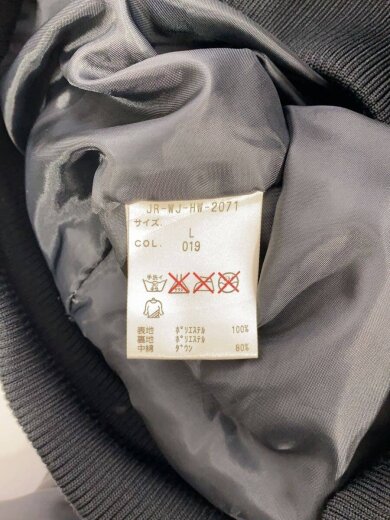 JR-WJ-HW-2071
サイズ. L
COL. 019
手洗イ
表地 ポリエステル 100%
裏地 ポリエステル
中綿 ダウン 80%